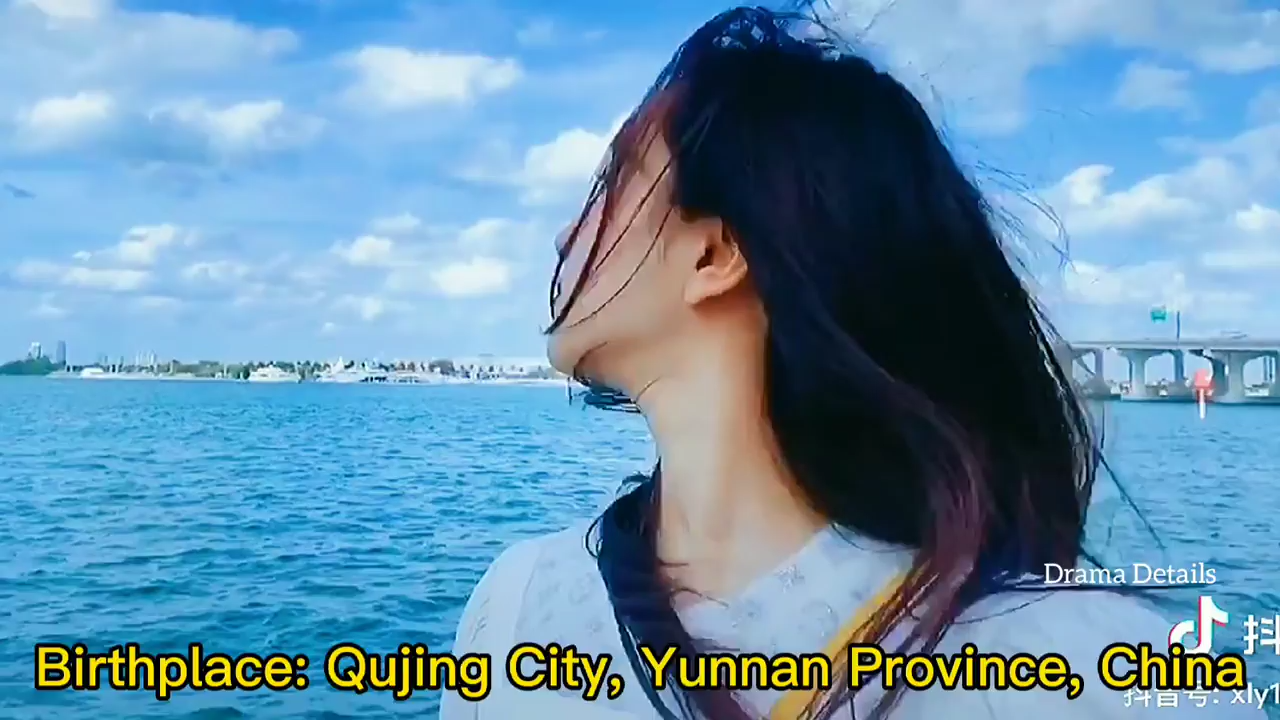 Drama Details
抖
Birthplace: Qujing City, Yunnan Province, China
抖音号: xly1